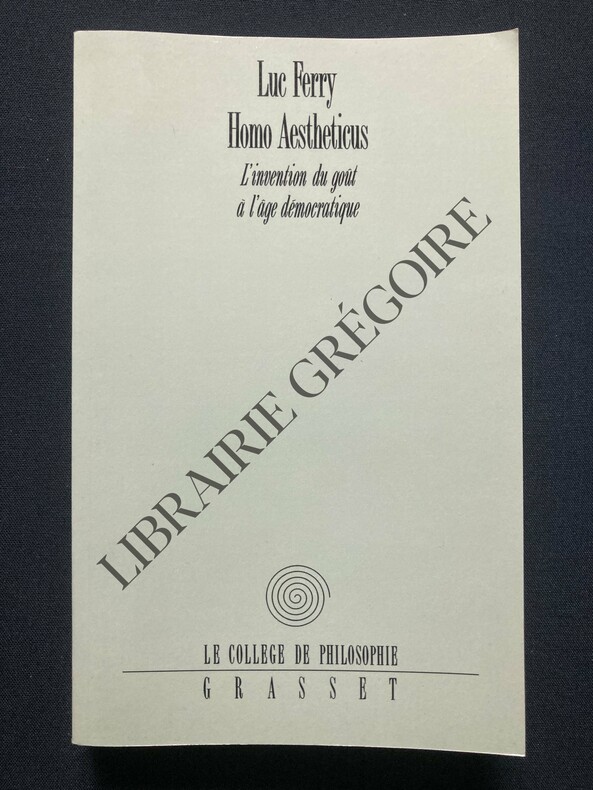 Luc Ferry
Homo Aestheticus
L'invention du goût
à l'âge démocratique
LIBRAIRIE GRÉGOIRE
LE COLLEGE DE PHILOSOPHIE
GRASSET